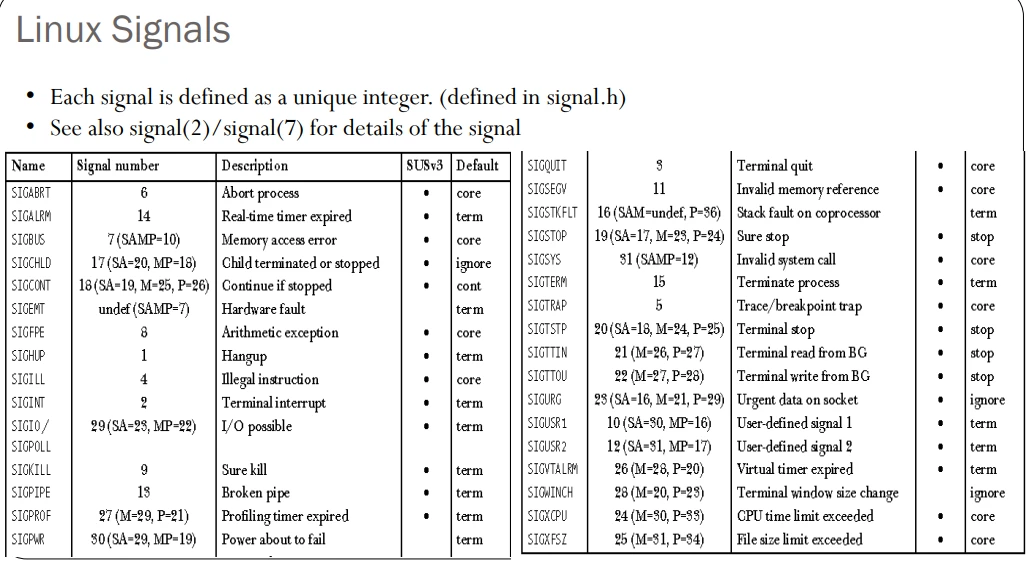 Linux Signals
• Each signal is defined as a unique integer. (defined in signal.h)
• See also signal(2)/signal(7) for details of the signal
Name Signal number Description SUSv3 Default
SIGABRT 6 Abort process • core
SIGALRM 14 Real-time timer expired • term
SIGBUS 7 (SAMP=10) Memory access error • core
SIGCHLD 17 (SA=20, MP=18) Child terminated or stopped • ignore
SIGCONT 18 (SA=19, M=25, P=26) Continue if stopped • cont
SIGEMT undef (SAMP=7) Hardware fault term
SIGFPE 8 Arithmetic exception • core
SIGHUP 1 Hangup • term
SIGILL 4 Illegal instruction • core
SIGINT 2 Terminal interrupt • term
SIGIO/ 29 (SA=23, MP=22) I/O possible • term
SIGPOLL
SIGKILL 9 Sure kill • term
SIGPIPE 13 Broken pipe • term
SIGPROF 27 (M=29, P=21) Profiling timer expired • term
SIGPWR 30 (SA=29, MP=19) Power about to fail term
SIGQUIT 3 Terminal quit • core
SIGSEGV 11 Invalid memory reference • core
SIGSTKFLT 16 (SAM=undef, P=36) Stack fault on coprocessor term
SIGSTOP 19 (SA=17, M=23, P=24) Sure stop • stop
SIGSYS 31 (SAMP=12) Invalid system call • core
SIGTERM 15 Terminate process • term
SIGTRAP 5 Trace/breakpoint trap • core
SIGTSTP 20 (SA=18, M=24, P=25) Terminal stop • stop
SIGTTIN 21 (M=26, P=27) Terminal read from BG • stop
SIGTTOU 22 (M=27, P=28) Terminal write from BG • stop
SIGURG 23 (SA=16, M=21, P=29) Urgent data on socket • ignore
SIGUSR1 10 (SA=30, MP=16) User-defined signal 1 • term
SIGUSR2 12 (SA=31, MP=17) User-defined signal 2 • term
SIGVTALRM 26 (M=28, P=20) Virtual timer expired • term
SIGWINCH 28 (M=20, P=23) Terminal window size change ignore
SIGXCPU 24 (M=30, P=33) CPU time limit exceeded • core
SIGXFSZ 25 (M=31, P=34) File size limit exceeded • core